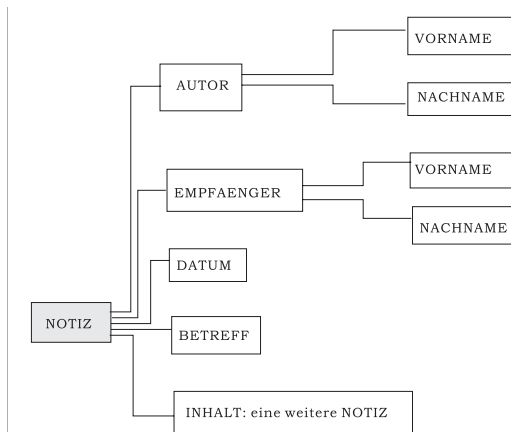 VORNAME
AUTOR
NACHNAME
VORNAME
EMPFAENGER
NACHNAME
DATUM
NOTIZ
BETREFF
INHALT: eine weitere NOTIZ